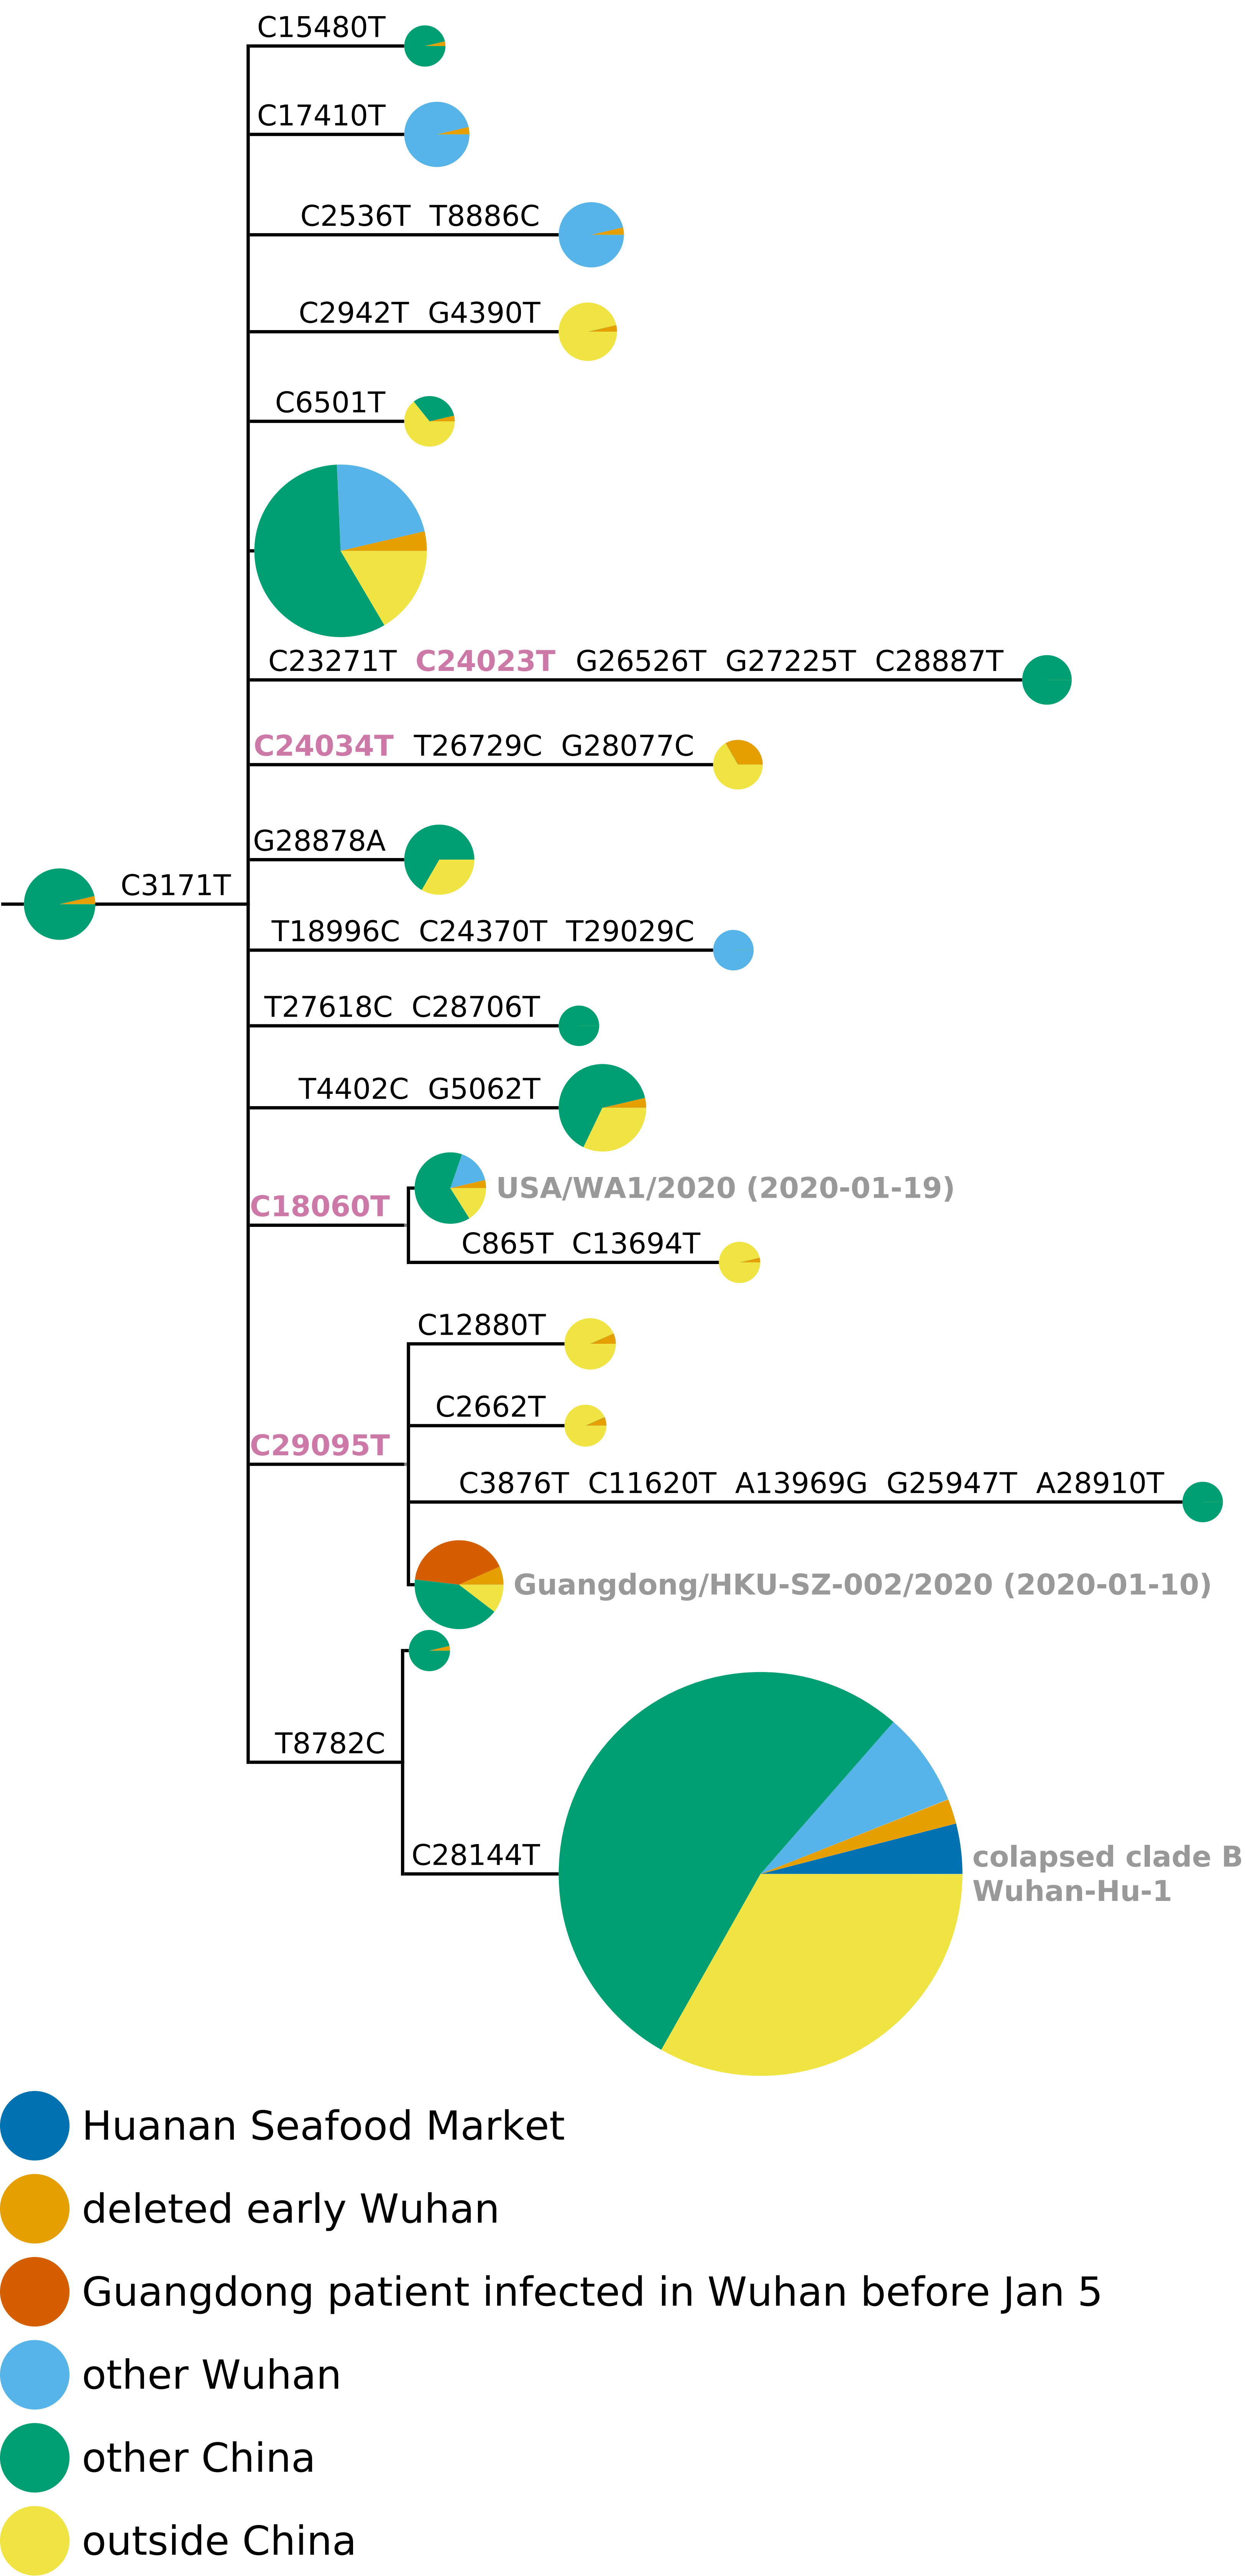 C15480T
C17410T
C2536T T8886C
C2942T G4390T
C6501T
C23271T C24023T G26526T G27225T C28887T
C24034T T26729C G28077C
G28878A
C3171T
T18996C C24370T T29029C
T27618C C28706T
T4402C G5062T
USA/WA1/2020 (2020-01-19)
C18060T
C865T C13694T
C12880T
C2662T
C29095T
C3876T C11620T A13969G G25947T A28910T
Guangdong/HKU-SZ-002/2020 (2020-01-10)
T8782C
C28144T
colapsed clade B
Wuhan-Hu-1
Huanan Seafood Market
deleted early Wuhan
Guangdong patient infected in Wuhan before Jan 5
other Wuhan
other China
outside China